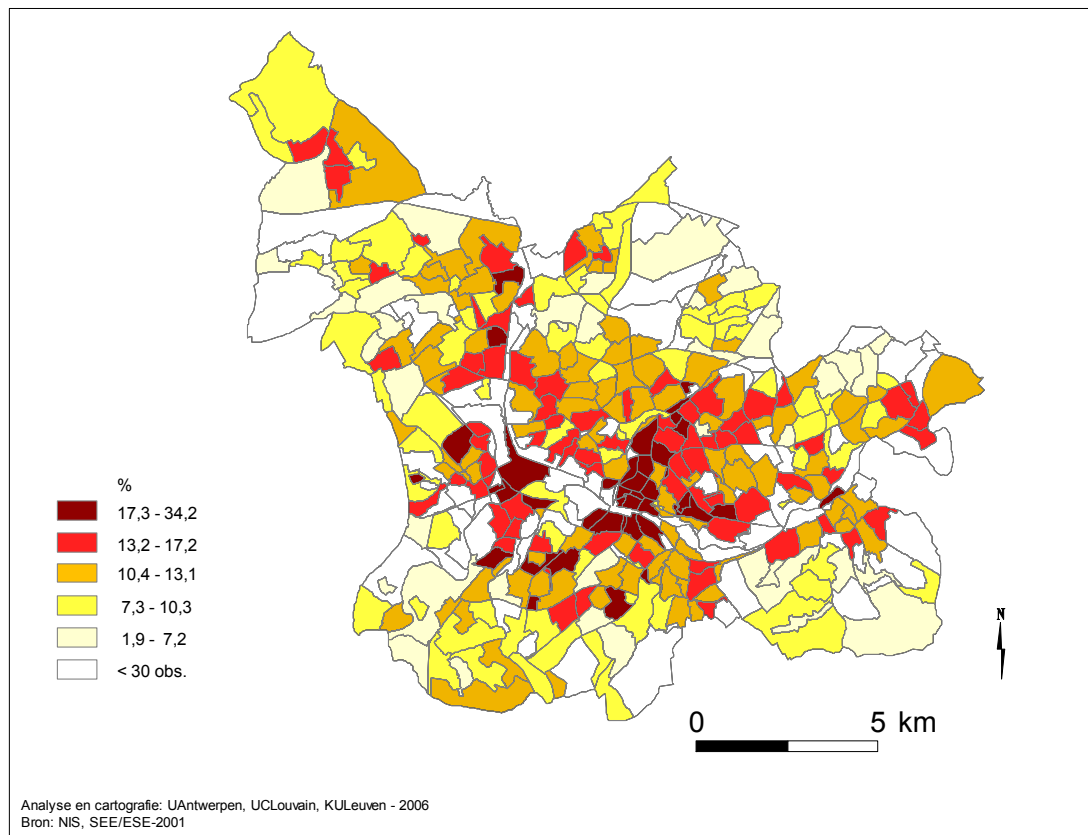 %
17,3 - 34,2
13,2 - 17,2
10,4 - 13,1
7,3 - 10,3
1,9 - 7,2
< 30 obs.
N
0 5 km
Analyse en cartografie: UAntwerpen, UCLouvain, KULeuven - 2006
Bron: NIS, SEE/ESE-2001